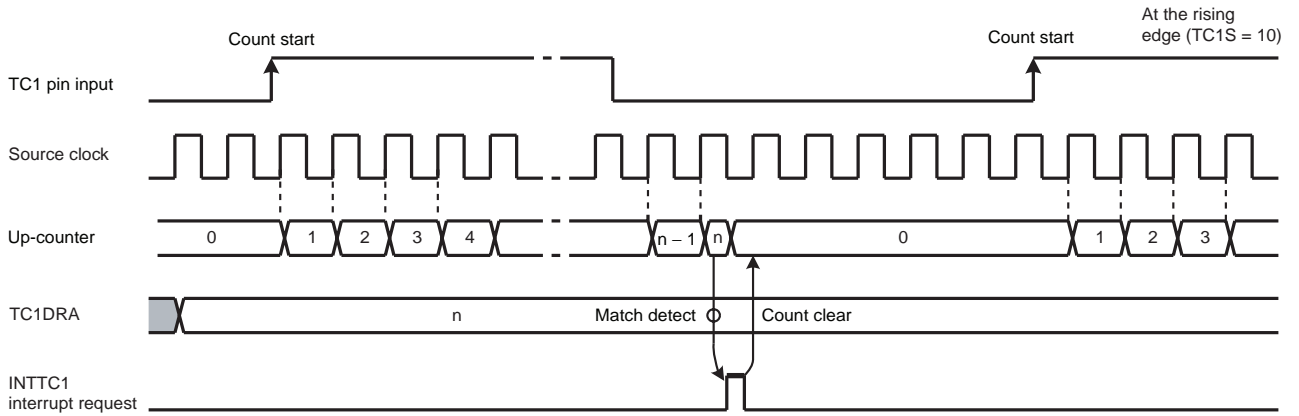 At the rising
edge (TC1S = 10)
Count start
Count start
TC1 pin input
Source clock
Up-counter
0 1 2 3 4 n – 1 n 0 1 2 3
TC1DRA
n
Match detect
Count clear
INTTC1
interrupt request